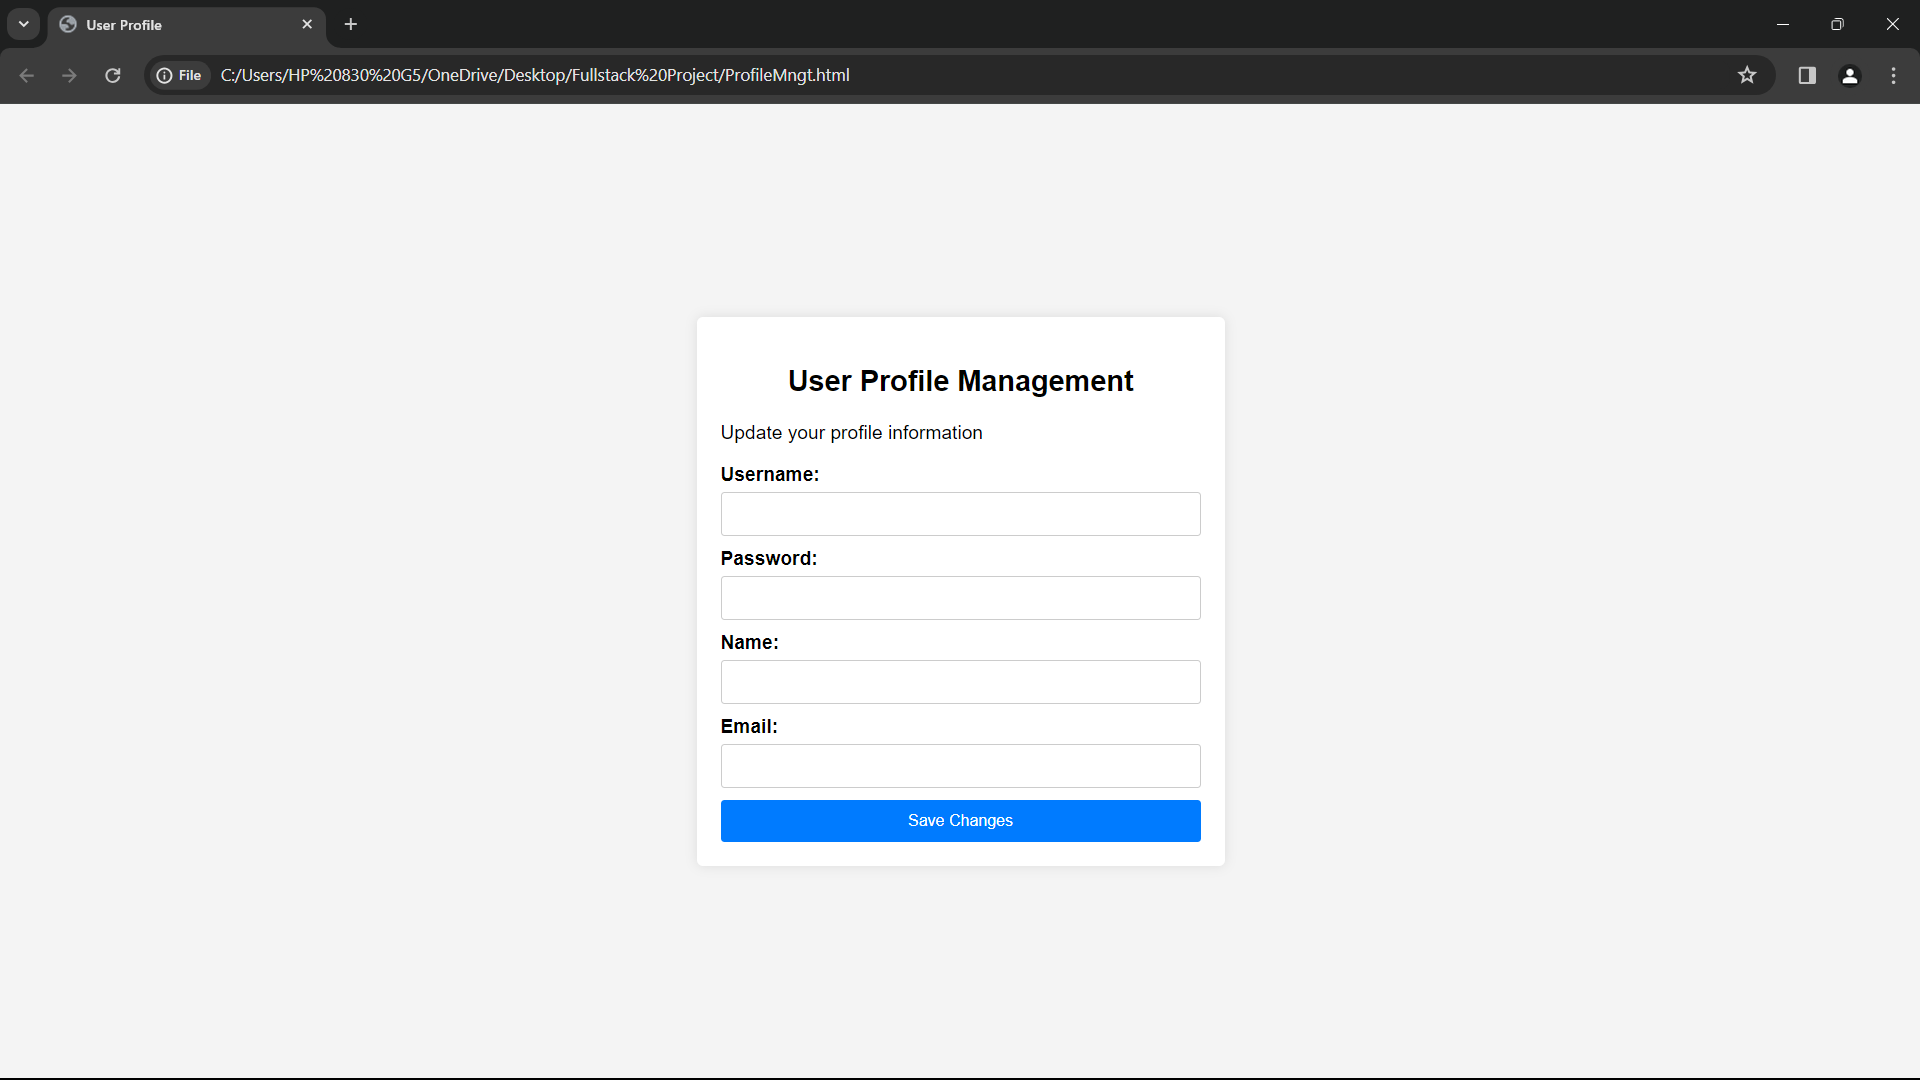 User Profile
File C:/Users/HP%20830%20G5/OneDrive/Desktop/Fullstack%20Project/ProfileMngt.html
User Profile Management
Update your profile information
Username:
Password:
Name:
Email:
Save Changes